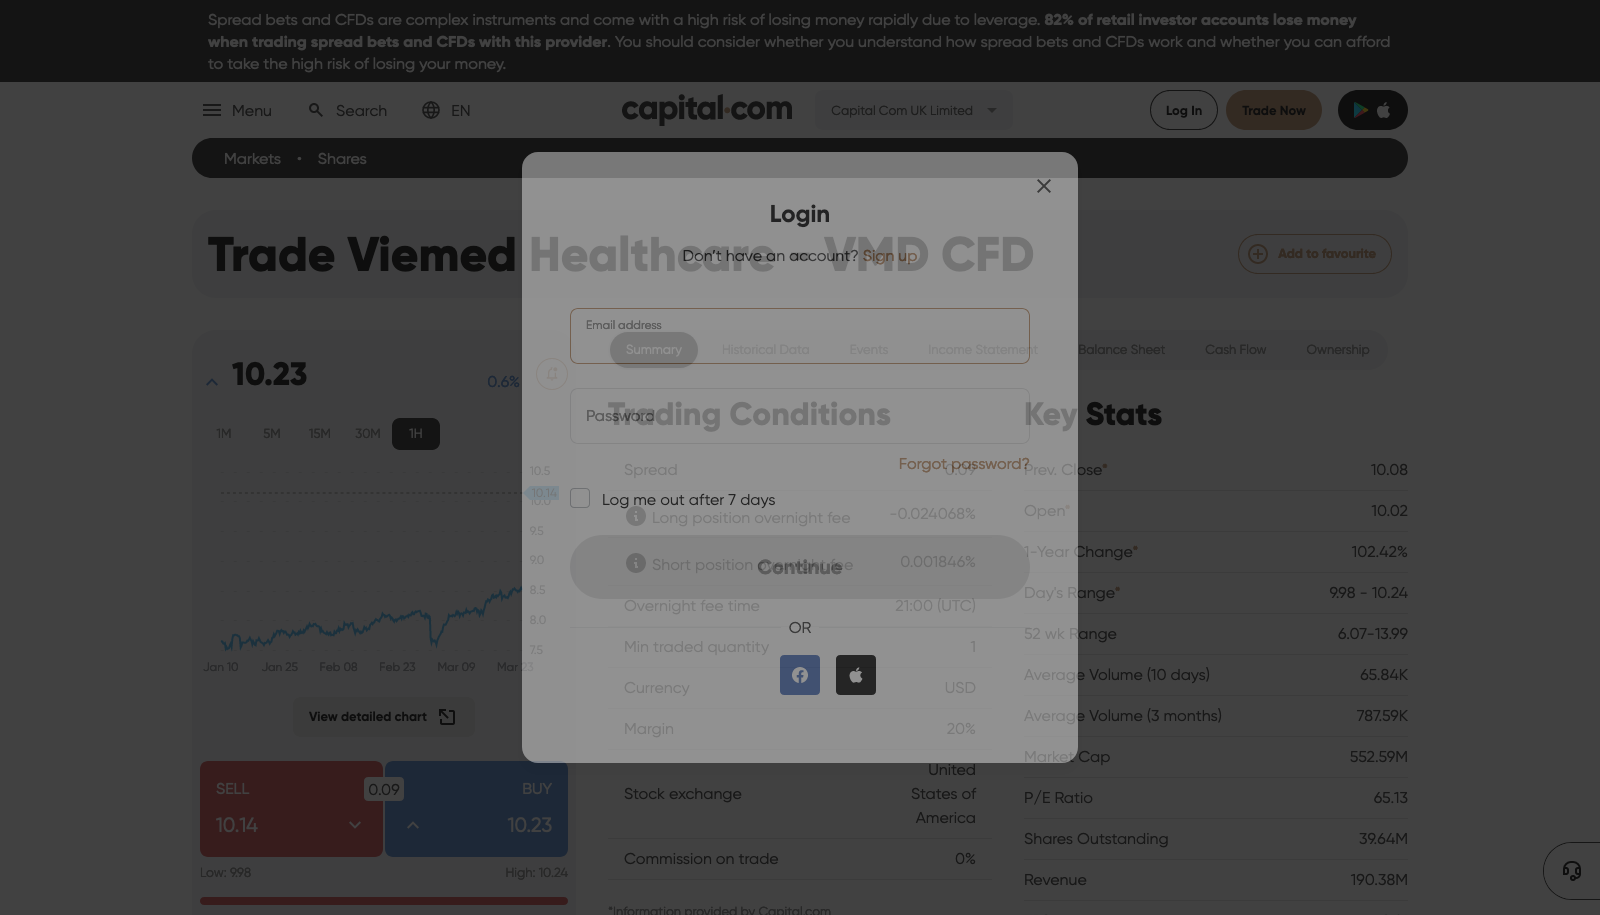 Spread bets and CFDs are complex instruments and come with a high risk of losing money rapidly due to leverage. 82% of retail investor accounts lose money
when trading spread bets and CFDs with this provider. You should consider whether you understand how spread bets and CFDs work and whether you can afford
to take the high risk of losing your money.
Menu
Search
EN
capital.com
Capital Com UK Limited
Log In
Trade Now
Markets • Shares
Trade Viemed Healthcare - VMD CFD
Add to favourite
Login
Don't have an account? Sign up
Email address
Password
Forgot password?
Log me out after 7 days
Continue
OR
10.23
0.6%
1M
5M
15M
30M
1H
10.5
10.14
10.0
9.5
9.0
8.5
8.0
7.5
Jan 10
Jan 25
Feb 08
Feb 23
Mar 09
Mar 23
View detailed chart
SELL
10.14
0.09
BUY
10.23
Low: 9.98
High: 10.24
Summary
Historical Data
Events
Income Statement
Balance Sheet
Cash Flow
Ownership
Trading Conditions
Spread 0.09
Long position overnight fee -0.024068%
Short position overnight fee 0.001846%
Overnight fee time 21:00 (UTC)
Min traded quantity 1
Currency USD
Margin 20%
Stock exchange United
States of
America
Commission on trade 0%
*Information provided by Capital.com
Key Stats
Prev. Close* 10.08
Open* 10.02
1-Year Change* 102.42%
Day's Range* 9.98 - 10.24
52 wk Range 6.07-13.99
Average Volume (10 days) 65.84K
Average Volume (3 months) 787.59K
Market Cap 552.59M
P/E Ratio 65.13
Shares Outstanding 39.64M
Revenue 190.38M